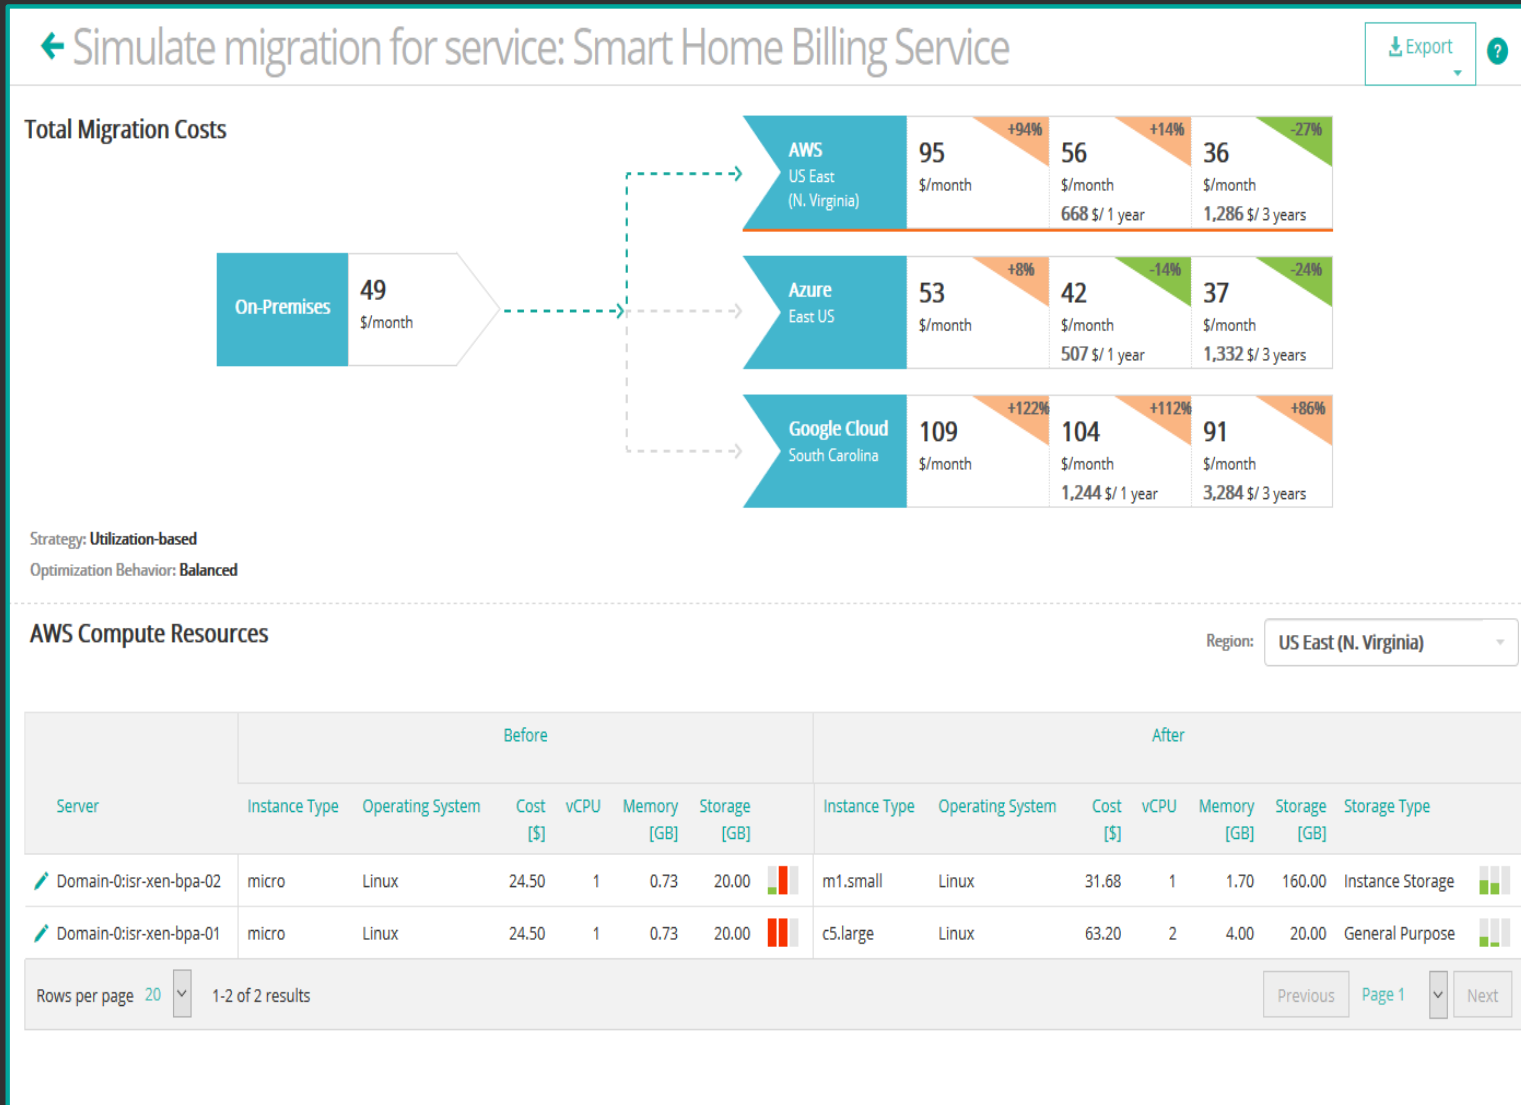 Simulate migration for service: Smart Home Billing Service
Export
?
Total Migration Costs
On-Premises
49
$/month
AWS
US East
(N. Virginia)
95
$/month
+94%
56
$/month
668 $/ 1 year
+14%
36
$/month
1,286 $/ 3 years
-27%
Azure
East US
53
$/month
+8%
42
$/month
507 $/ 1 year
-14%
37
$/month
1,332 $/ 3 years
-24%
Google Cloud
South Carolina
109
$/month
+122%
104
$/month
1,244 $/ 1 year
+112%
91
$/month
3,284 $/ 3 years
+86%
Strategy: Utilization-based
Optimization Behavior: Balanced
AWS Compute Resources
Region: US East (N. Virginia)
Before After
Server Instance Type Operating System Cost [$] vCPU Memory [GB] Storage [GB] Instance Type Operating System Cost [$] vCPU Memory [GB] Storage [GB] Storage Type
Domain-0:isr-xen-bpa-02 micro Linux 24.50 1 0.73 20.00 m1.small Linux 31.68 1 1.70 160.00 Instance Storage
Domain-0:isr-xen-bpa-01 micro Linux 24.50 1 0.73 20.00 c5.large Linux 63.20 2 4.00 20.00 General Purpose
Rows per page 20 1-2 of 2 results Previous Page 1 Next